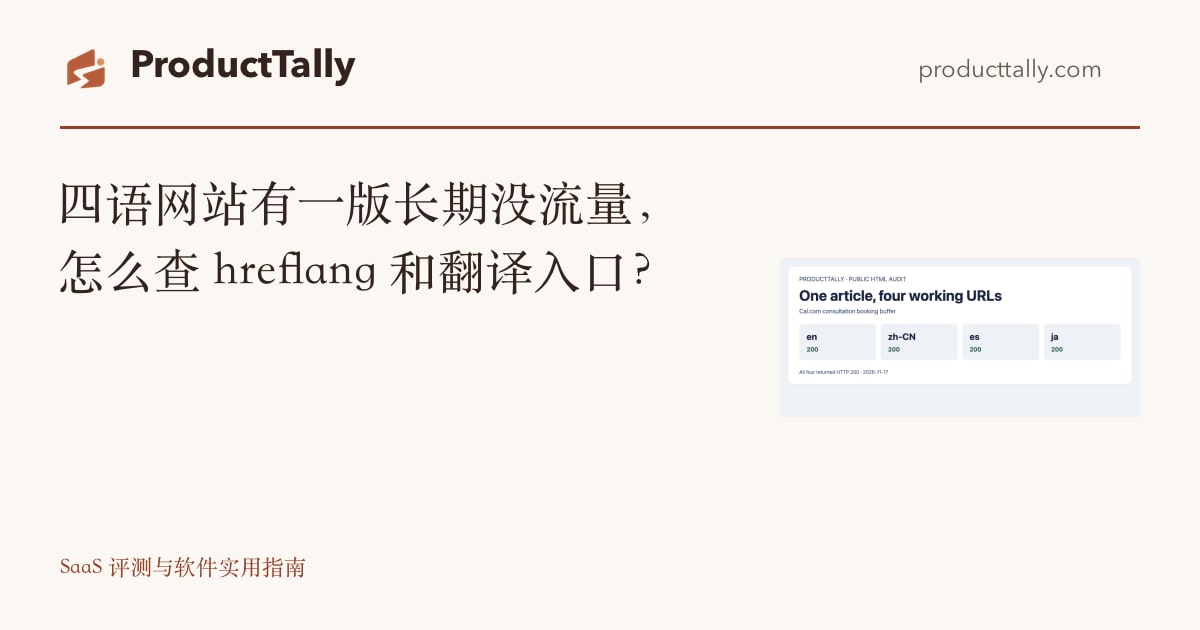 ProductTally
producttally.com
四语网站有一版长期没流量，
怎么查 hreflang 和翻译入口？
PRODUCTTALLY · PUBLIC HTML AUDIT
One article, four working URLs
Cal.com consultation booking buffer
en
200
zh-CN
200
es
200
ja
200
All four returned HTTP 200 · 2026-11-17
SaaS 评测与软件实用指南